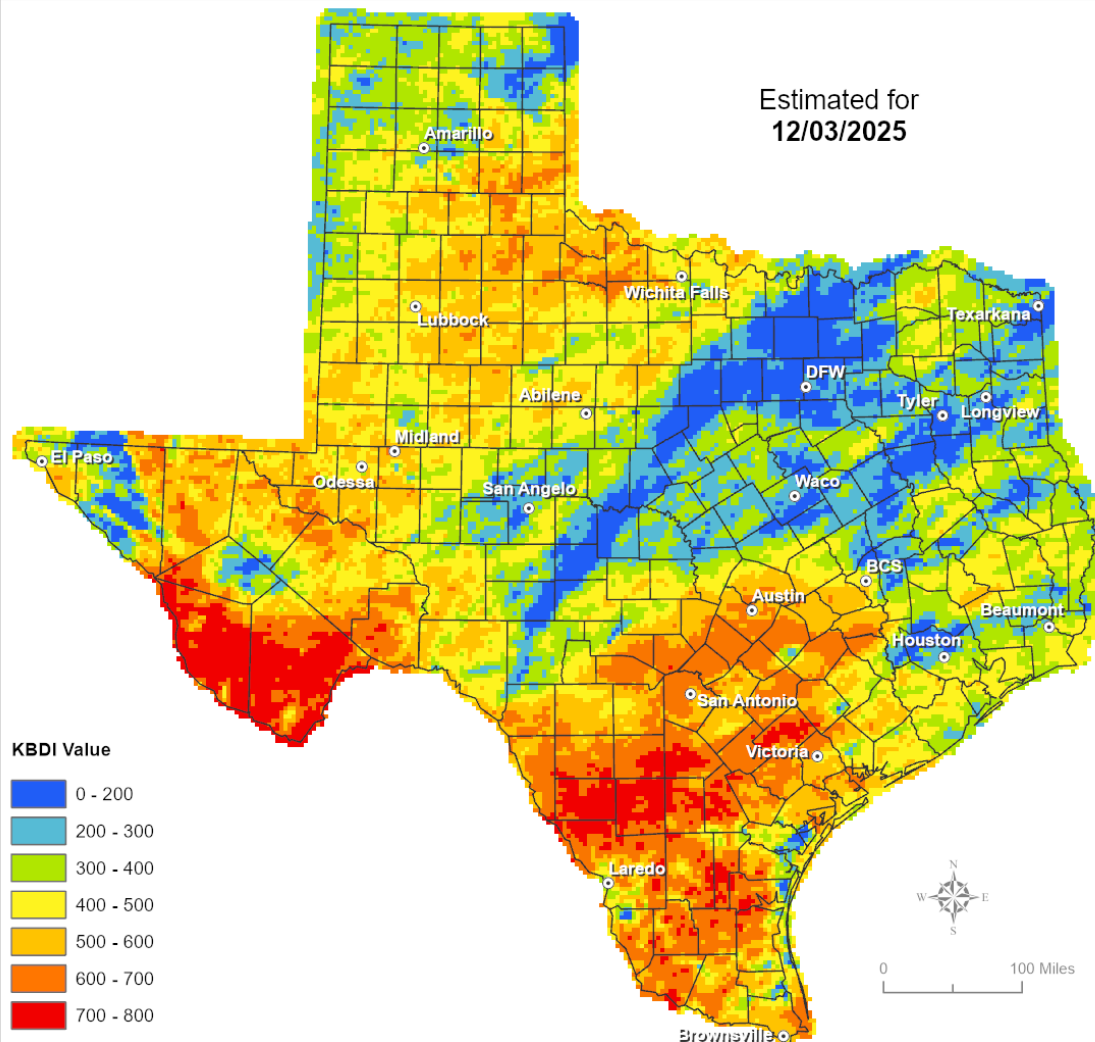 Estimated for
12/03/2025
Amarillo
Wichita Falls
Lubbock
Texarkana
DFW
Abilene
Tyler
Longview
Midland
El Paso
Odessa
San Angelo
Waco
BCS
Austin
Beaumont
Houston
San Antonio
Victoria
KBDI Value
0 - 200
200 - 300
300 - 400
400 - 500
500 - 600
600 - 700
700 - 800
Laredo
Brownsville
N
W E
S
0 100 Miles